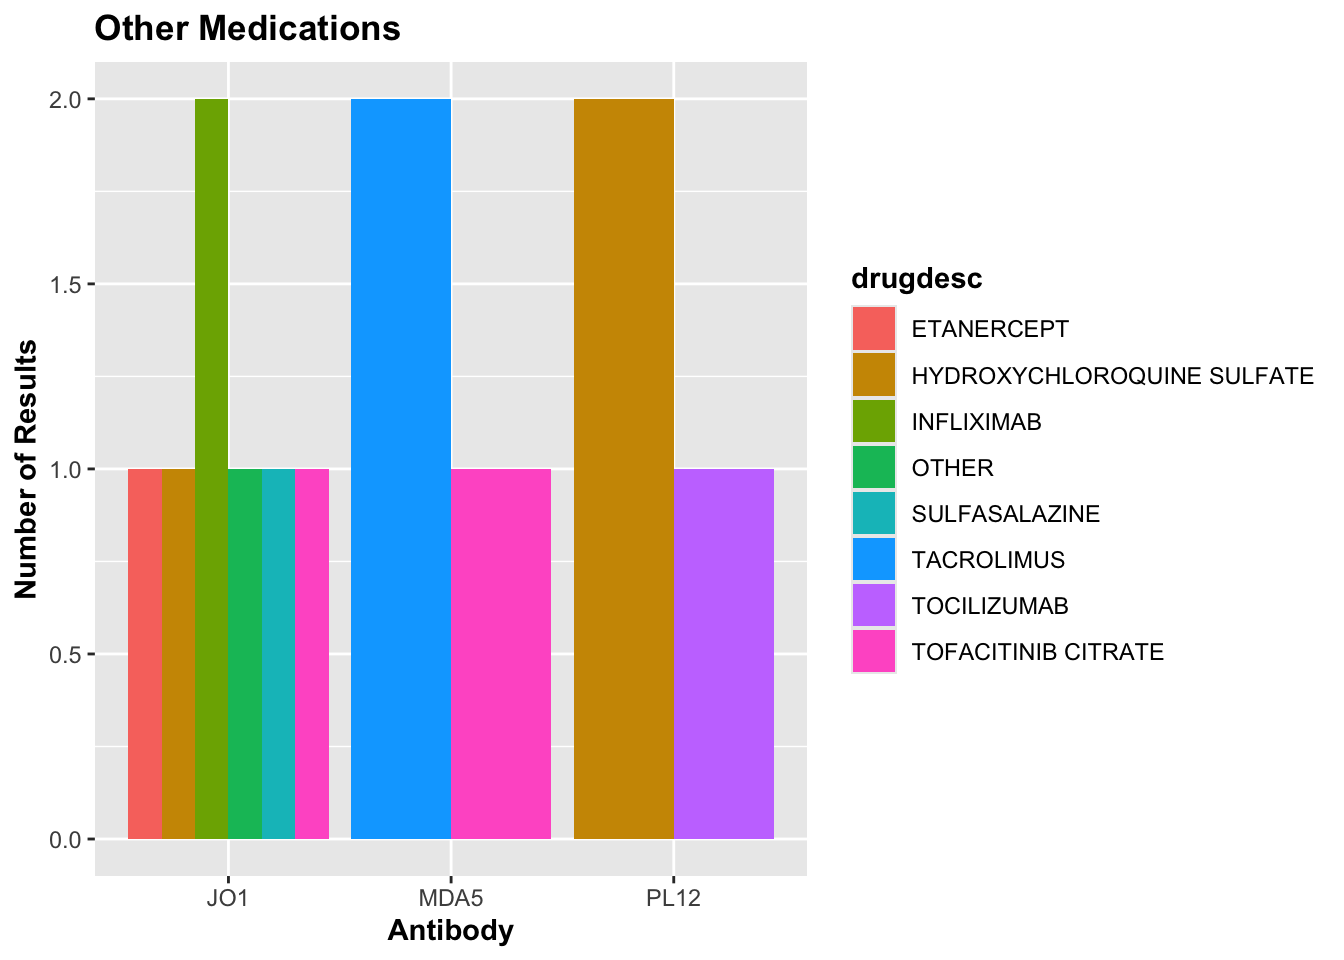 Other Medications
Number of Results
2.0
1.5
1.0
0.5
0.0
JO1 MDA5 PL12
Antibody
drugdesc
ETANERCEPT
HYDROXYCHLOROQUINE SULFATE
INFLIXIMAB
OTHER
SULFASALAZINE
TACROLIMUS
TOCILIZUMAB
TOFACITINIB CITRATE